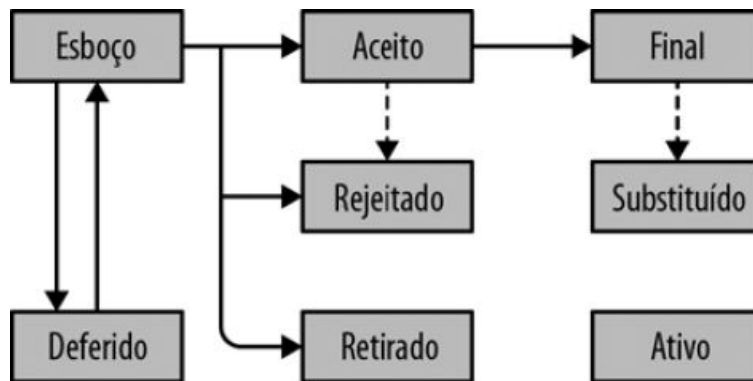 Esboço
Aceito
Final
Rejeitado
Substituído
Deferido
Retirado
Ativo